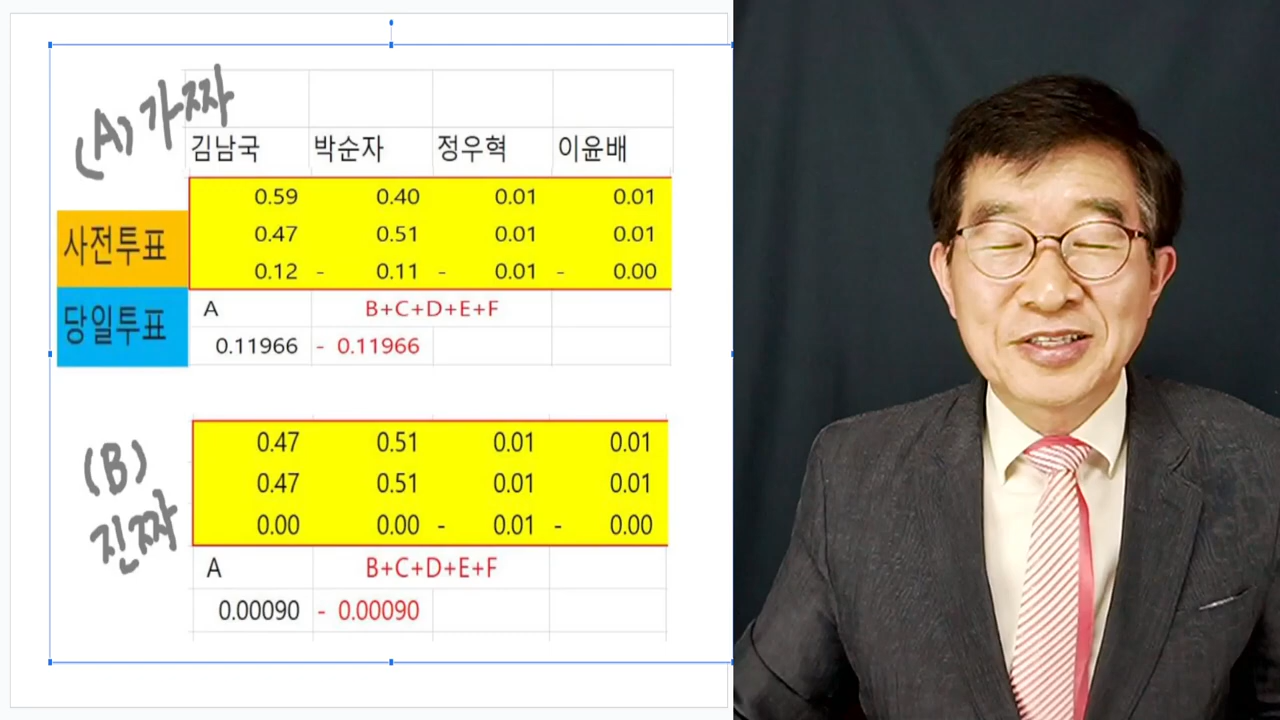 (A) 가짜
김남국 박순자 정우혁 이윤배
0.59 0.40 0.01 0.01
사전투표 0.47 0.51 0.01 0.01
0.12 - 0.11 - 0.01 - 0.00
당일투표 A B+C+D+E+F
0.11966 - 0.11966
(B) 진짜
0.47 0.51 0.01 0.01
0.47 0.51 0.01 0.01
0.00 0.00 - 0.01 - 0.00
A B+C+D+E+F
0.00090 - 0.00090